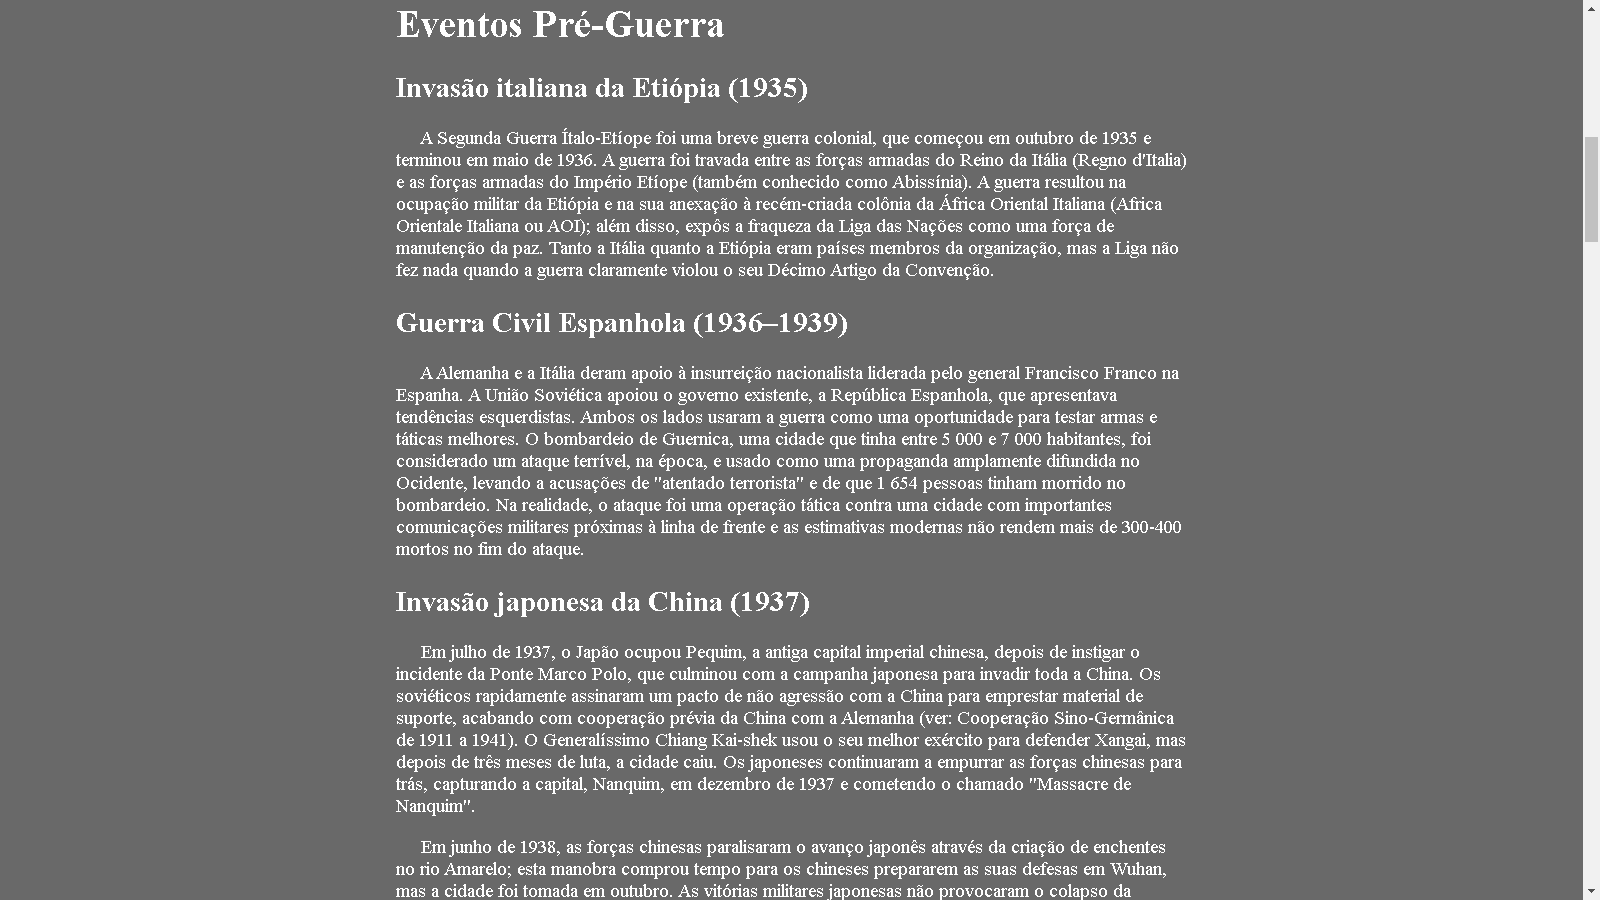 Eventos Pré-Guerra
Invasão italiana da Etiópia (1935)
A Segunda Guerra Ítalo-Etíope foi uma breve guerra colonial, que começou em outubro de 1935 e
terminou em maio de 1936. A guerra foi travada entre as forças armadas do Reino da Itália (Regno d'Italia)
e as forças armadas do Império Etíope (também conhecido como Abissínia). A guerra resultou na
ocupação militar da Etiópia e na sua anexação à recém-criada colônia da África Oriental Italiana (Africa
Orientale Italiana ou AOI); além disso, expôs a fraqueza da Liga das Nações como uma força de
manutenção da paz. Tanto a Itália quanto a Etiópia eram países membros da organização, mas a Liga não
fez nada quando a guerra claramente violou o seu Décimo Artigo da Convenção.
Guerra Civil Espanhola (1936–1939)
A Alemanha e a Itália deram apoio à insurreição nacionalista liderada pelo general Francisco Franco na
Espanha. A União Soviética apoiou o governo existente, a República Espanhola, que apresentava
tendências esquerdistas. Ambos os lados usaram a guerra como uma oportunidade para testar armas e
táticas melhores. O bombardeio de Guernica, uma cidade que tinha entre 5 000 e 7 000 habitantes, foi
considerado um ataque terrível, na época, e usado como uma propaganda amplamente difundida no
Ocidente, levando a acusações de "atentado terrorista" e de que 1 654 pessoas tinham morrido no
bombardeio. Na realidade, o ataque foi uma operação tática contra uma cidade com importantes
comunicações militares próximas à linha de frente e as estimativas modernas não rendem mais de 300-400
mortos no fim do ataque.
Invasão japonesa da China (1937)
Em julho de 1937, o Japão ocupou Pequim, a antiga capital imperial chinesa, depois de instigar o
incidente da Ponte Marco Polo, que culminou com a campanha japonesa para invadir toda a China. Os
soviéticos rapidamente assinaram um pacto de não agressão com a China para emprestar material de
suporte, acabando com cooperação prévia da China com a Alemanha (ver: Cooperação Sino-Germânica
de 1911 a 1941). O Generalíssimo Chiang Kai-shek usou o seu melhor exército para defender Xangai, mas
depois de três meses de luta, a cidade caiu. Os japoneses continuaram a empurrar as forças chinesas para
trás, capturando a capital, Nanquim, em dezembro de 1937 e cometendo o chamado "Massacre de
Nanquim".
Em junho de 1938, as forças chinesas paralisaram o avanço japonês através da criação de enchentes
no rio Amarelo; esta manobra comprou tempo para os chineses prepararem as suas defesas em Wuhan,
mas a cidade foi tomada em outubro. As vitórias militares japonesas não provocaram o colapso da